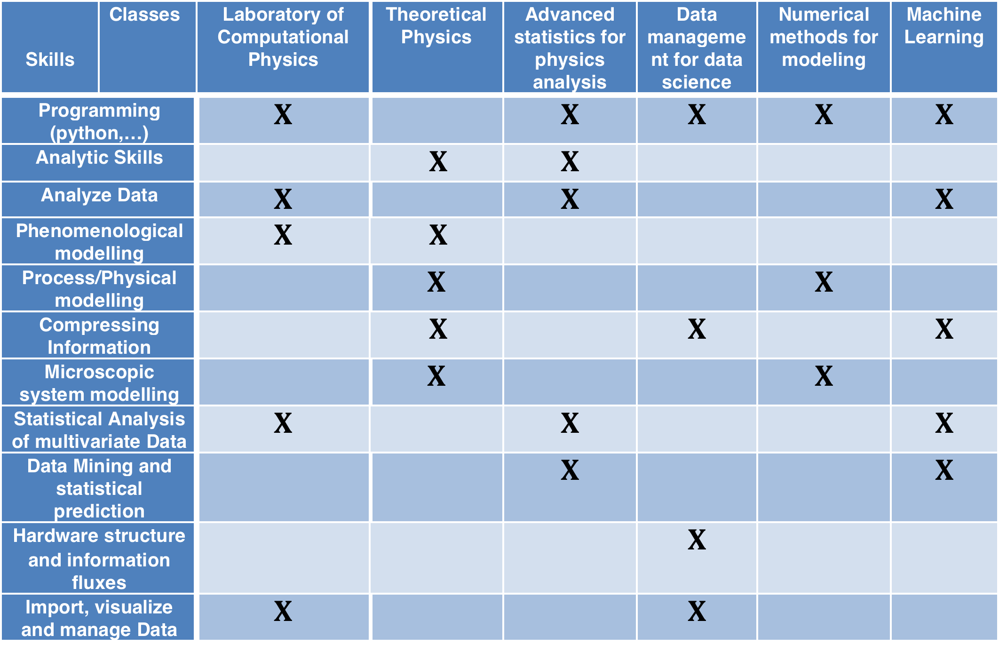 Classes
Skills
Laboratory of
Computational
Physics
Theoretical
Physics
Advanced
statistics for
physics
analysis
Data
manageme
nt for data
science
Numerical
methods for
modeling
Machine
Learning
Programming
(python,…)
X X X X X
Analytic Skills
X X
Analyze Data
X X X
Phenomenological
modelling
X X
Process/Physical
modelling
X X
Compressing
Information
X X X
Microscopic
system modelling
X X
Statistical Analysis
of multivariate Data
X X X
Data Mining and
statistical
prediction
X X
Hardware structure
and information
fluxes
X
Import, visualize
and manage Data
X X